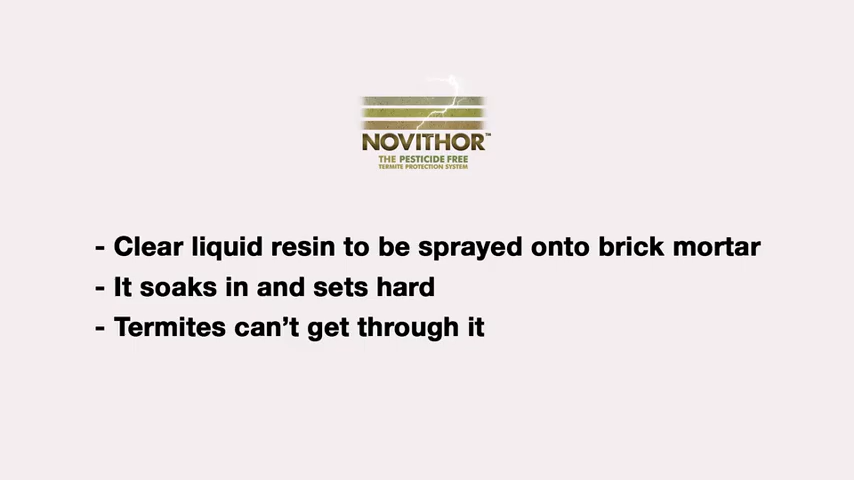 NOVITHOR™
THE PESTICIDE FREE
TERMITE PROTECTION SYSTEM
- Clear liquid resin to be sprayed onto brick mortar
- It soaks in and sets hard
- Termites can’t get through it